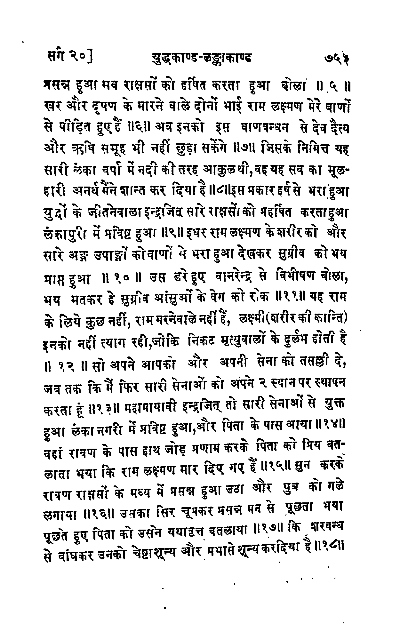 सर्ग २०] युद्धकाण्ड-लङ्काकाण्ड ७५३
प्रसन्न हुआ सब राक्षसों को हर्षित करता हुआ बोला ॥ ५ ॥
खर और दूषण के मारने वाले दोनों भाई राम लक्ष्मण मेरे बाणों
से पीड़ित हुए हैं ॥६॥ अब इनको इस बाणबन्धन से देव दैत्य
और ऋषि समूह भी नहीं छुड़ा सकेंगे ॥७॥ जिसके निमित्त यह
सारी लंका वर्षा में नदी की तरह आकुल थी, वह यह सब का मूल-
हारी अनर्थ मैंने शान्त कर दिया है ॥८॥ इस प्रकार हर्ष से भरा हुआ
युद्धों के जीतनेवाला इन्द्रजित् सारे राक्षसों को प्रहर्षित करता हुआ
लंकापुरी में प्रविष्ट हुआ ॥९॥ इधर राम लक्ष्मण के शरीर को और
सारे अङ्ग उपाङ्गों को बाणों से भरा हुआ देखकर सुग्रीव को भय
प्राप्त हुआ ॥ १० ॥ उस डरे हुए वानरेन्द्र से विभीषण बोला,
भय मतकर हे सुग्रीव आंसुओं के वेग को रोक ॥११॥ यह राम
के लिये कुछ नहीं, राम मरनेवाले नहीं हैं, लक्ष्मी (शरीर की कान्ति)
इनको नहीं त्याग रही, जोकि निकट मृत्युवालों के दुर्लभ होती है
॥ १२ ॥ सो अपने आपको और अपनी सेना को तसल्ली दे,
जब तक कि मैं फिर सारी सेनाओं को अपने २ स्थान पर स्थापन
करता हूं ॥१३॥ महामायावी इन्द्रजित् तो सारी सेनाओं से युक्त
हुआ लंका नगरी में प्रविष्ट हुआ, और पिता के पास आया ॥१४॥
वहां रावण के पास हाथ जोड़ प्रणाम करके पिता को प्रिय बत-
लाता भया कि राम लक्ष्मण मार दिए गए हैं ॥१५॥ सुन करके
रावण राक्षसों के मध्य में प्रसन्न हुआ उठा और पुत्र को गले
लगाया ॥१६॥ उसका सिर चूमकर प्रसन्न मन से पूछता भया
पूछते हुए पिता को उसने यथावृत्त बतलाया ॥१७॥ कि शरबन्ध
से बांधकर उनको चेष्टाशून्य और प्रभासे शून्य करदिया है ॥१८॥